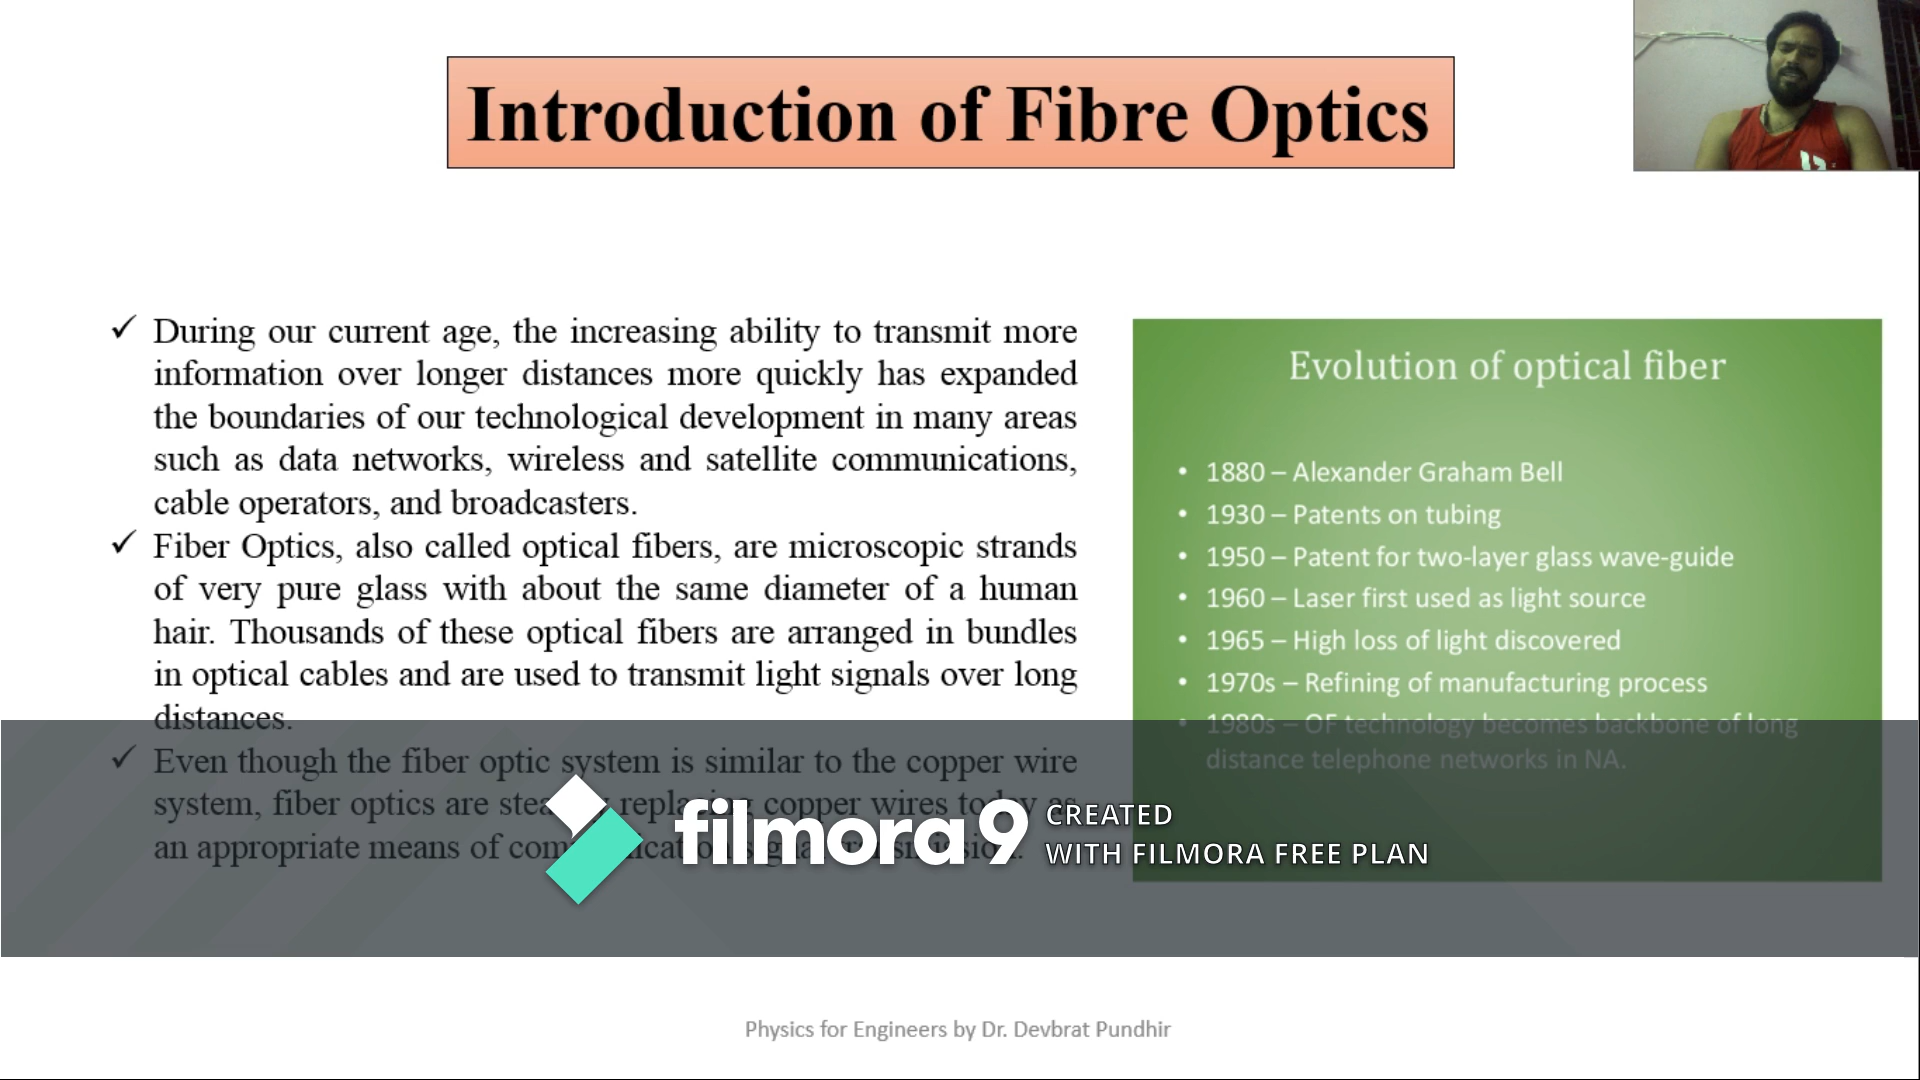 Introduction of Fibre Optics
✓ During our current age, the increasing ability to transmit more
information over longer distances more quickly has expanded
the boundaries of our technological development in many areas
such as data networks, wireless and satellite communications,
cable operators, and broadcasters.
✓ Fiber Optics, also called optical fibers, are microscopic strands
of very pure glass with about the same diameter of a human
hair. Thousands of these optical fibers are arranged in bundles
in optical cables and are used to transmit light signals over long
distances.
✓ Even though the fiber optic system is similar to the copper wire
system, fiber optics are steadily replacing copper wires today as
an appropriate means of communication signal transmission.
Evolution of optical fiber
• 1880 – Alexander Graham Bell
• 1930 – Patents on tubing
• 1950 – Patent for two-layer glass wave-guide
• 1960 – Laser first used as light source
• 1965 – High loss of light discovered
• 1970s – Refining of manufacturing process
• 1980s – OF technology becomes backbone of long
distance telephone networks in NA.
filmora9
CREATED
WITH FILMORA FREE PLAN
Physics for Engineers by Dr. Devbrat Pundhir